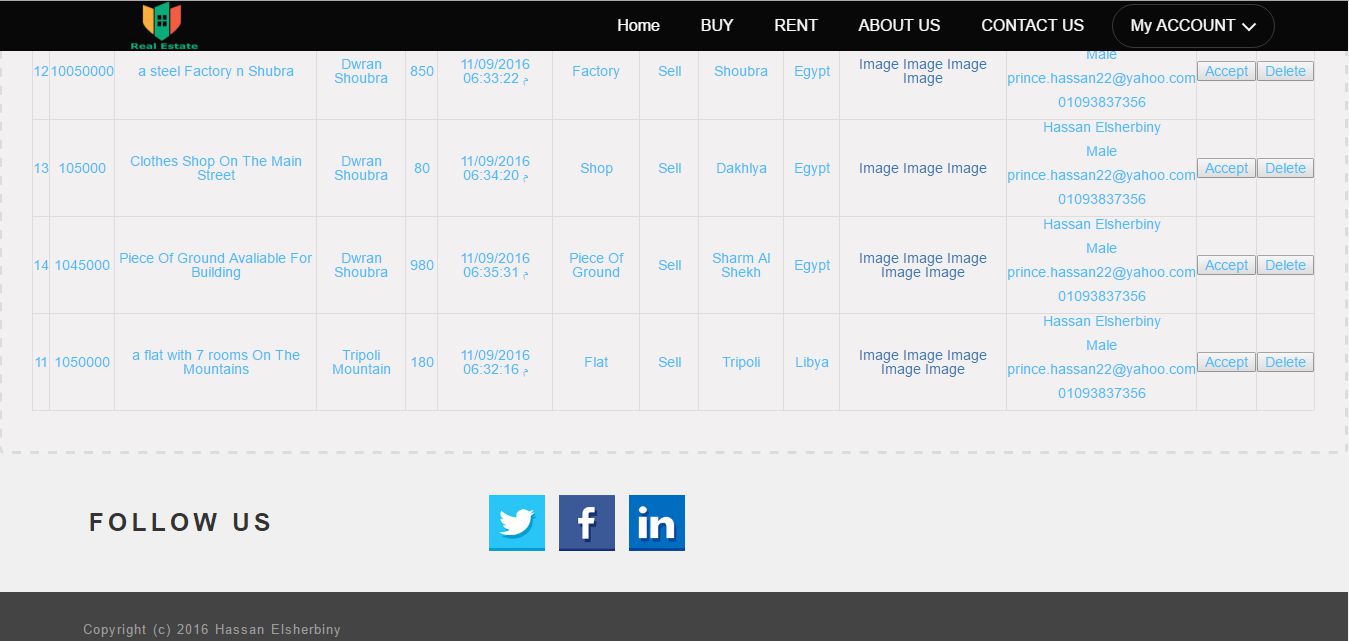 Real Estate
Home BUY RENT ABOUT US CONTACT US My ACCOUNT
12 10050000 a steel Factory n Shubra Dwran Shoubra 850 11/09/2016 06:33:22 م Factory Sell Shoubra Egypt Image Image Image Image Male prince.hassan22@yahoo.com 01093837356 Accept Delete
13 105000 Clothes Shop On The Main Street Dwran Shoubra 80 11/09/2016 06:34:20 م Shop Sell Dakhlya Egypt Image Image Image Hassan Elsherbiny Male prince.hassan22@yahoo.com 01093837356 Accept Delete
14 1045000 Piece Of Ground Avaliable For Building Dwran Shoubra 980 11/09/2016 06:35:31 م Piece Of Ground Sell Sharm Al Shekh Egypt Image Image Image Image Image Hassan Elsherbiny Male prince.hassan22@yahoo.com 01093837356 Accept Delete
11 1050000 a flat with 7 rooms On The Mountains Tripoli Mountain 180 11/09/2016 06:32:16 م Flat Sell Tripoli Libya Image Image Image Image Image Hassan Elsherbiny Male prince.hassan22@yahoo.com 01093837356 Accept Delete
FOLLOW US
Copyright (c) 2016 Hassan Elsherbiny